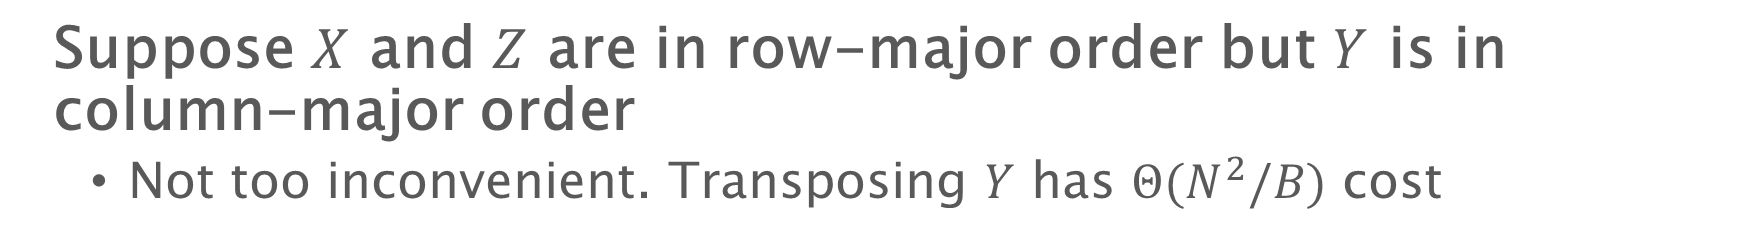 Suppose X and Z are in row-major order but Y is in
column-major order
• Not too inconvenient. Transposing Y has Θ(N²/B) cost